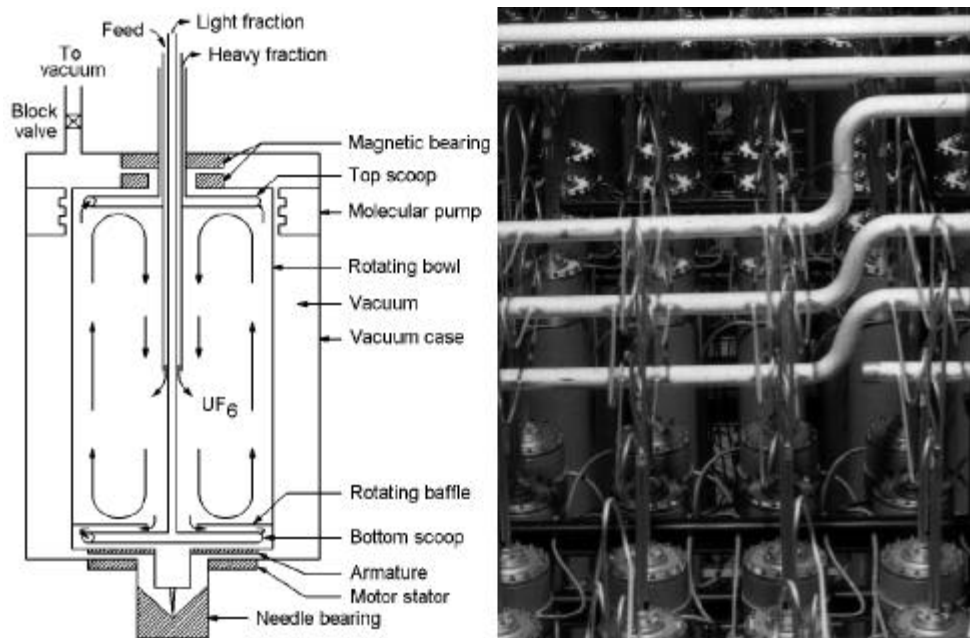 Light fraction
Feed
Heavy fraction
To
vacuum
Block
valve
Magnetic bearing
Top scoop
Molecular pump
Rotating bowl
Vacuum
Vacuum case
UF6
Rotating baffle
Bottom scoop
Armature
Motor stator
Needle bearing